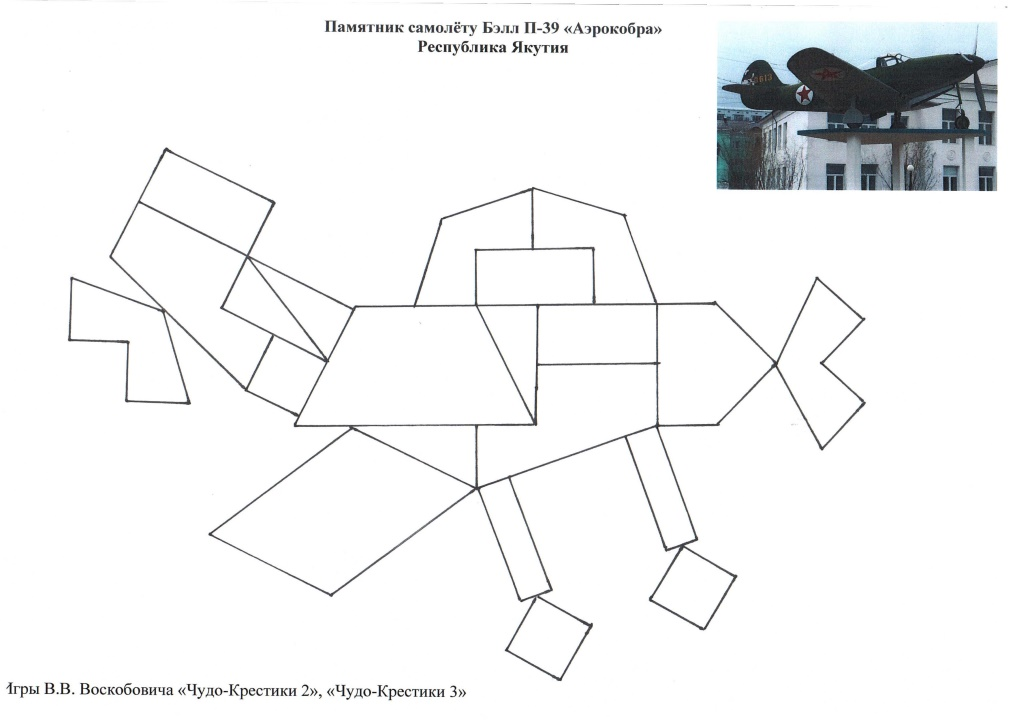 Памятник самолёту Бэлл П-39 «Аэрокобра»
Республика Якутия
Игры В.В. Воскобовича «Чудо-Крестики 2», «Чудо-Крестики 3»